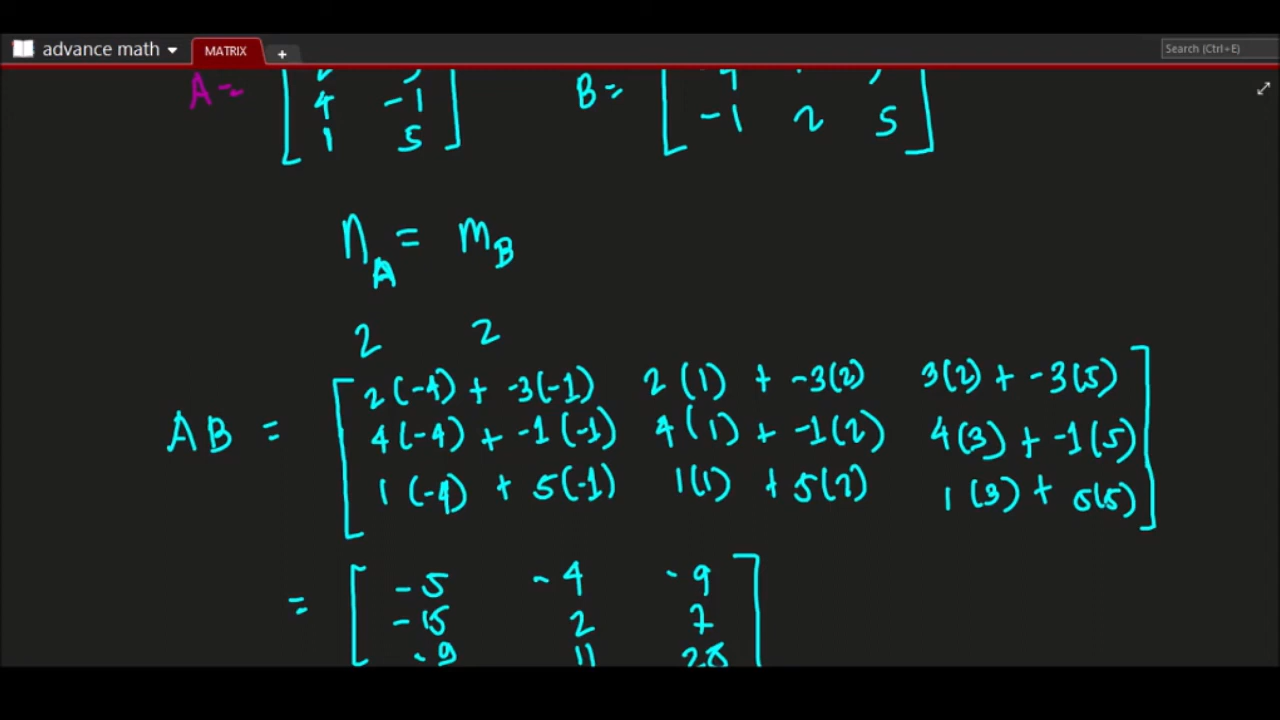 advance math MATRIX + Search (Ctrl+E)
A = 4 -1 B =
1 5 -1 2 5
n_A = m_B
2 2
2(-4) + -3(-1) 2(1) + -3(2) 3(2) + -3(5)
AB = 4(-4) + -1(-1) 4(1) + -1(2) 4(3) + -1(5)
1(-4) + 5(-1) 1(1) + 5(2) 1(3) + 5(5)
-5 -4 -9
= -15 2 7
-9 11 28